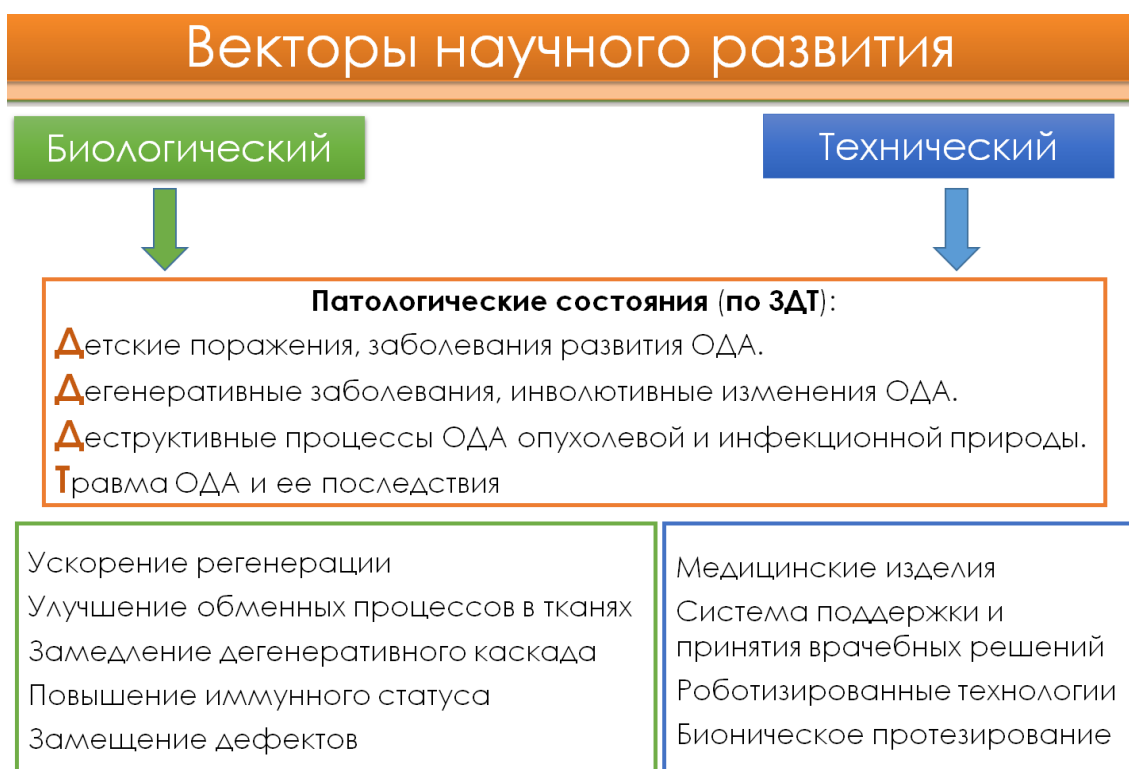 Векторы научного развития
Биологический
Технический
Патологические состояния (по 3ДТ):
Детские поражения, заболевания развития ОДА.
Дегенеративные заболевания, инволютивные изменения ОДА.
Деструктивные процессы ОДА опухолевой и инфекционной природы.
Травма ОДА и ее последствия
Ускорение регенерации
Улучшение обменных процессов в тканях
Замедление дегенеративного каскада
Повышение иммунного статуса
Замещение дефектов
Медицинские изделия
Система поддержки и
принятия врачебных решений
Роботизированные технологии
Бионическое протезирование